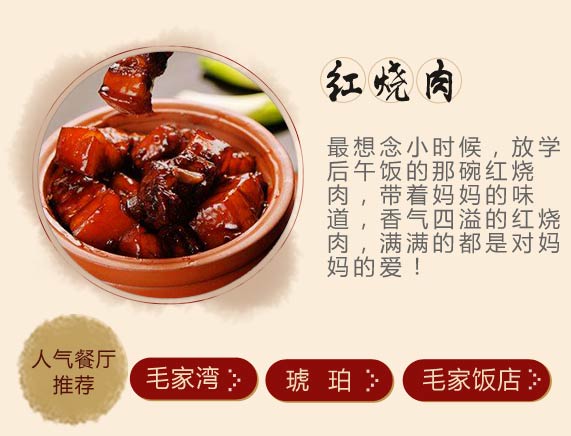 红烧肉
最想念小时候，放学
后午饭的那碗红烧
肉，带着妈妈的味
道，香气四溢的红烧
肉，满满的都是对妈
妈的爱！
人气餐厅
推荐
毛家湾
琥 珀
毛家饭店